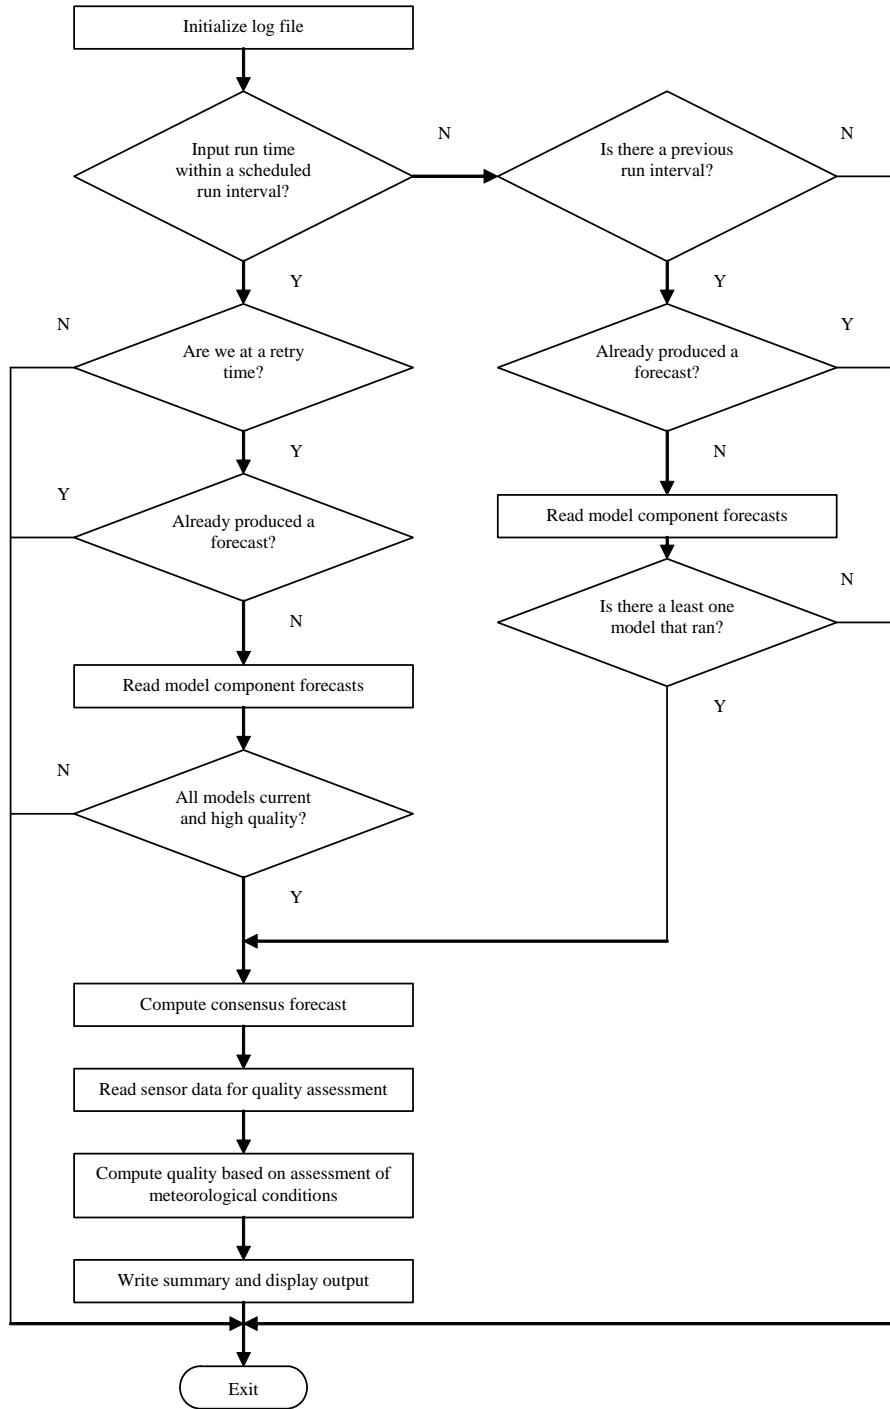 Initialize log file
Input run time
within a scheduled
run interval?
N
Is there a previous
run interval?
N
Y
Y
N
Are we at a retry
time?
Already produced a
forecast?
Y
Y
N
Y
Already produced a
forecast?
Read model component forecasts
N
Is there a least one
model that ran?
N
Read model component forecasts
Y
N
All models current
and high quality?
Y
Compute consensus forecast
Read sensor data for quality assessment
Compute quality based on assessment of
meteorological conditions
Write summary and display output
Exit